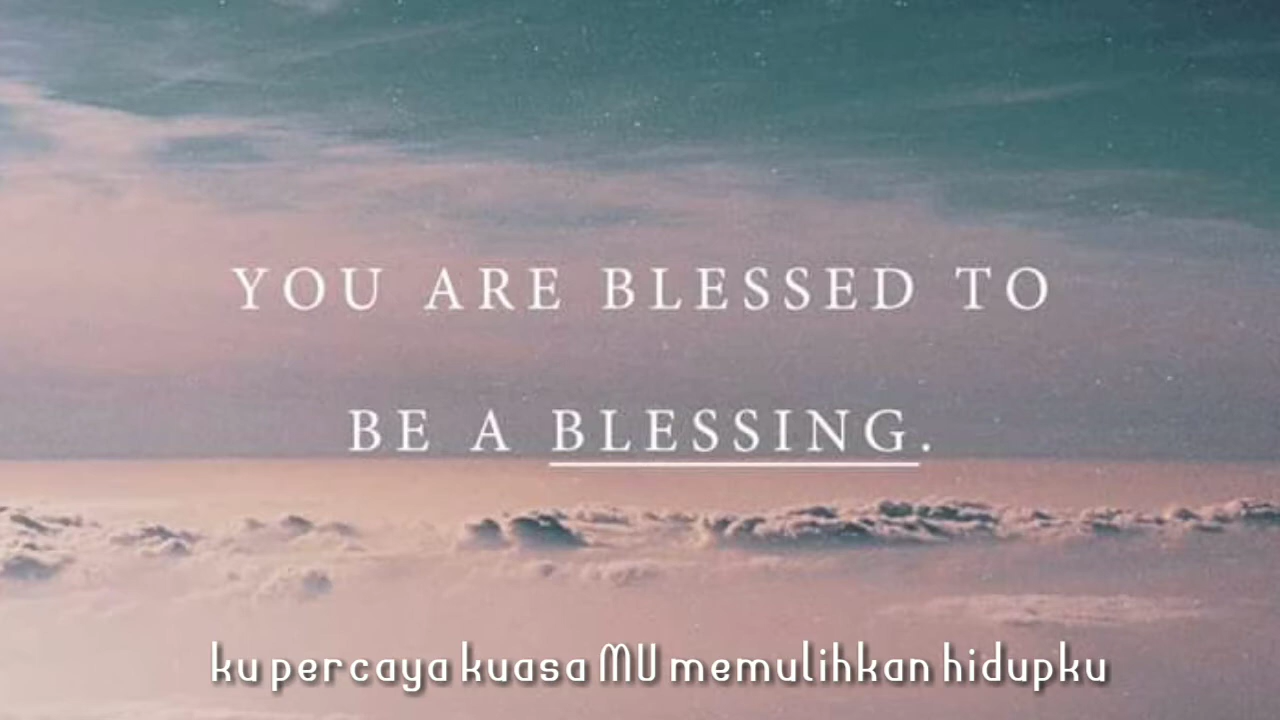 YOU ARE BLESSED TO
BE A BLESSING.
ku percaya kuasa MU memulihkan hidupku